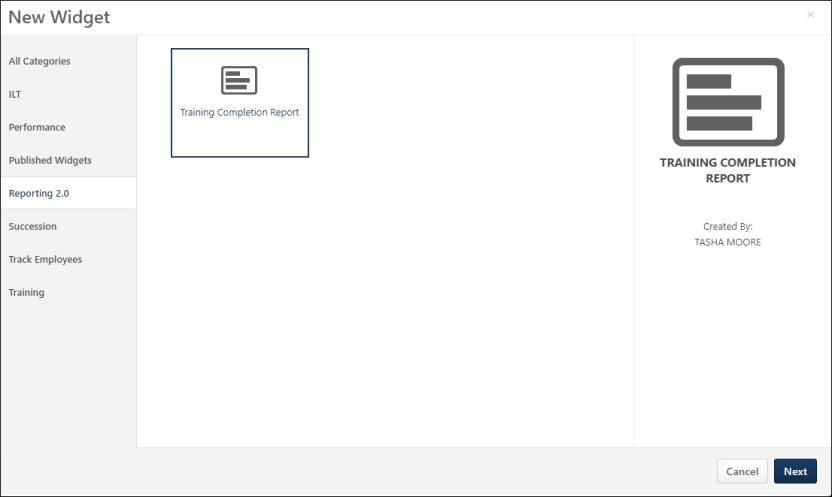 New Widget
×
All Categories
ILT
Performance
Published Widgets
Reporting 2.0
Succession
Track Employees
Training
Training Completion Report
TRAINING COMPLETION
REPORT
Created By:
TASHA MOORE
Cancel
Next